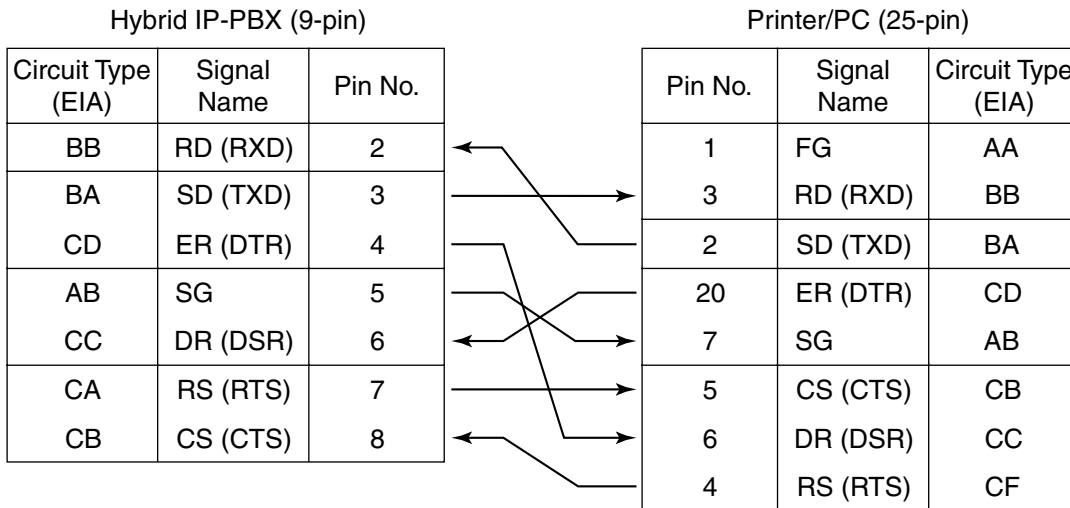 Hybrid IP-PBX (9-pin)
Circuit Type (EIA) Signal Name Pin No.
BB RD (RXD) 2
BA SD (TXD) 3
CD ER (DTR) 4
AB SG 5
CC DR (DSR) 6
CA RS (RTS) 7
CB CS (CTS) 8
Printer/PC (25-pin)
Pin No. Signal Name Circuit Type (EIA)
1 FG AA
3 RD (RXD) BB
2 SD (TXD) BA
20 ER (DTR) CD
7 SG AB
5 CS (CTS) CB
6 DR (DSR) CC
4 RS (RTS) CF